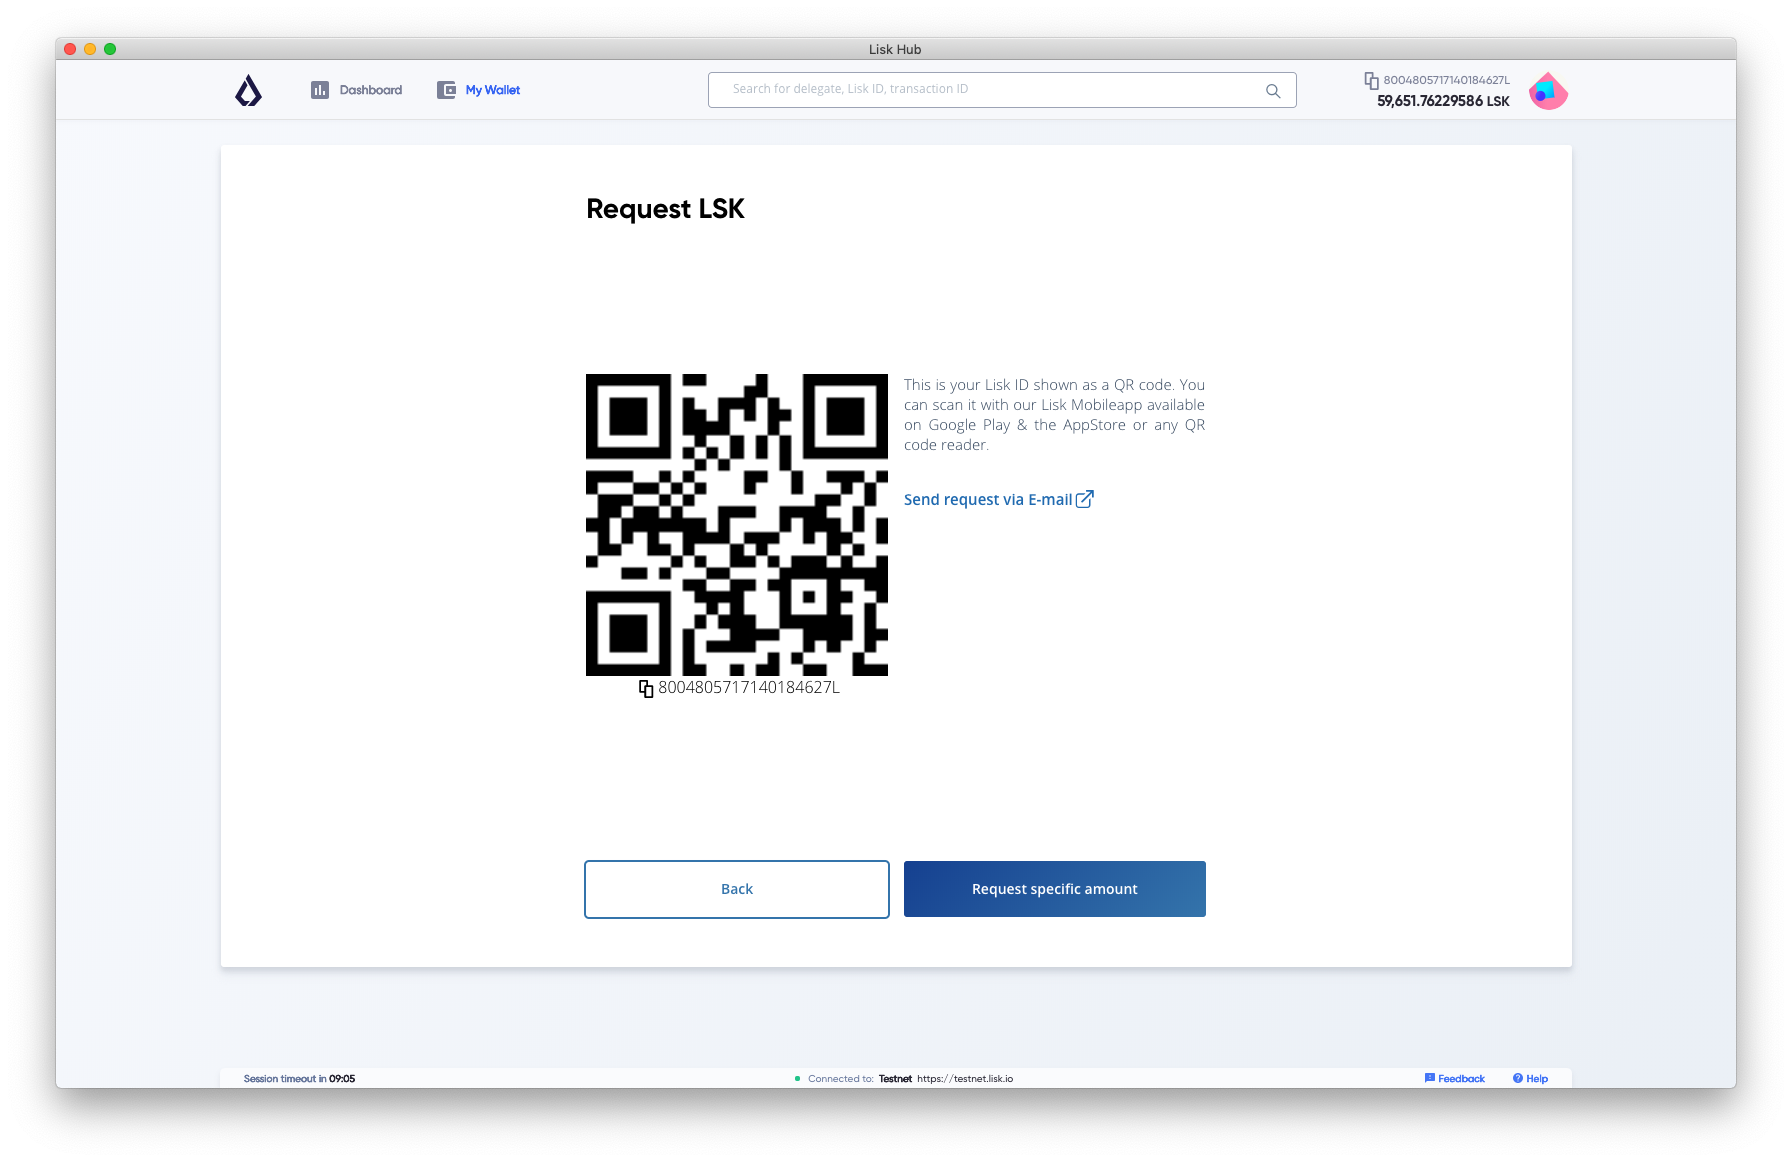 Lisk Hub
Dashboard
My Wallet
Search for delegate, Lisk ID, transaction ID
8004805717140184627L
59,651.76229586 LSK
Request LSK
This is your Lisk ID shown as a QR code. You
can scan it with our Lisk Mobileapp available
on Google Play & the AppStore or any QR
code reader.
Send request via E-mail
8004805717140184627L
Back
Request specific amount
Session timeout in 09:05
Connected to: Testnet https://testnet.lisk.io
Feedback
Help